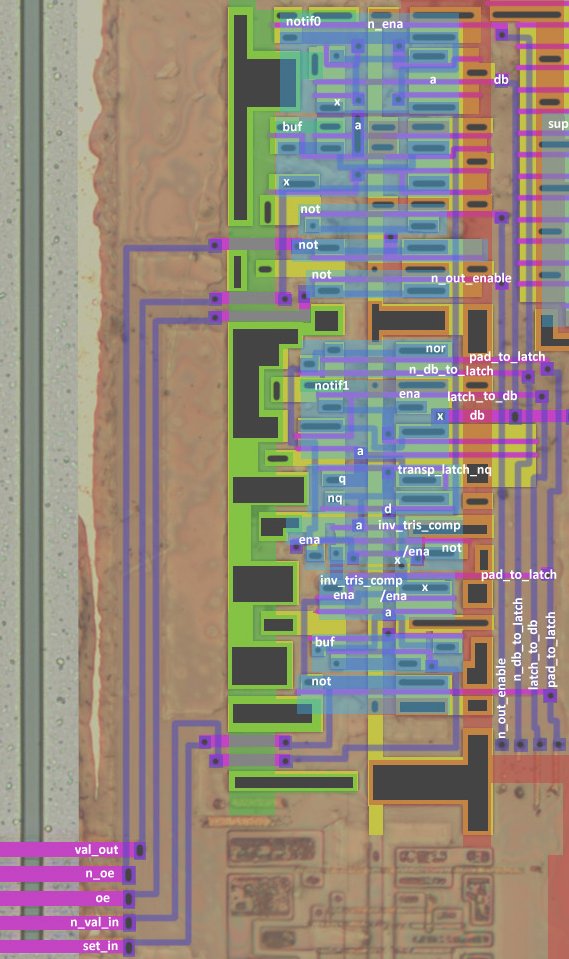 notif0
n_ena
a
db
x
sup
buf
a
x
not
not
not
n_out_enable
nor
pad_to_latch
n_db_to_latch
notif1
ena
latch_to_db
x
db
a
transp_latch_nq
q
nq
d
a
inv_tris_comp
ena
/ena
not
x
inv_tris_comp
x
pad_to_latch
ena
/ena
a
buf
not
n_out_enable
n_db_to_latch
latch_to_db
pad_to_latch
val_out
n_oe
oe
n_val_in
set_in